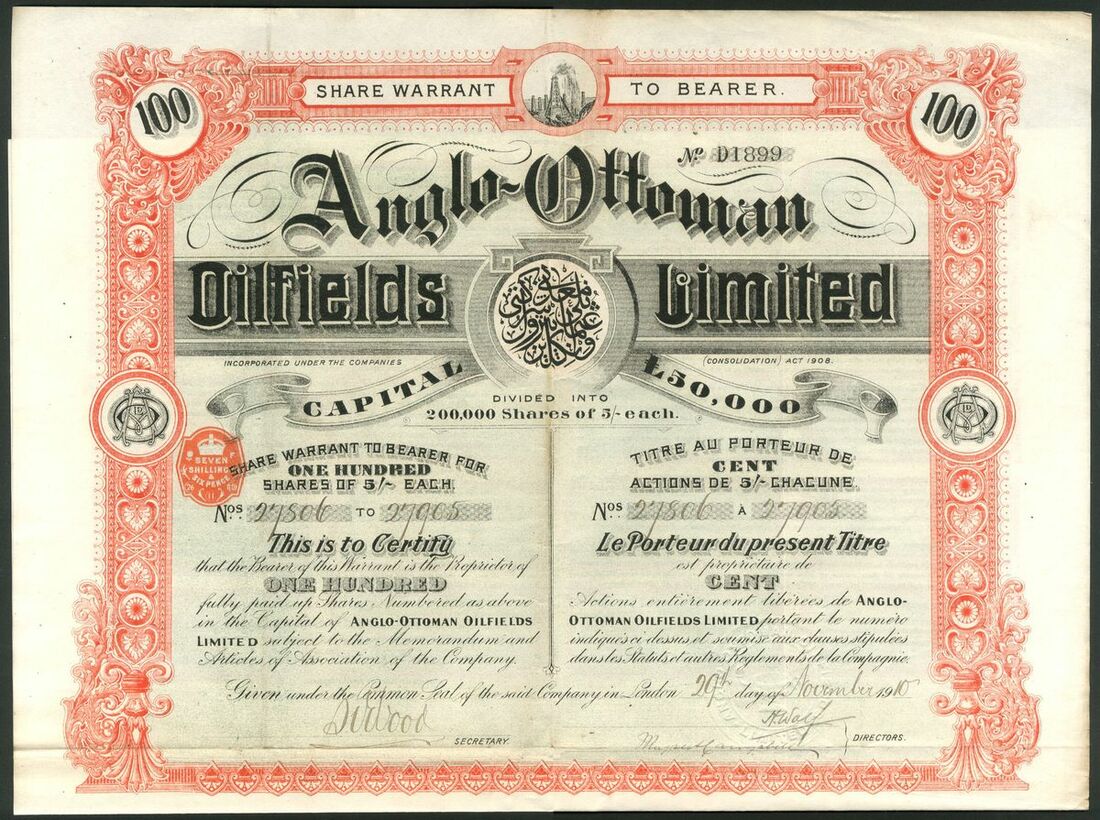 SHARE WARRANT TO BEARER.
100 100
No D1899
Anglo-Ottoman
Oilfields Limited
INCORPORATED UNDER THE COMPANIES (CONSOLIDATION) ACT 1908.
CAPITAL £50,000
DIVIDED INTO
200,000 Shares of 5/- each.
SEVEN
SHILLINGS
SIX PENCE
SHARE WARRANT TO BEARER FOR
ONE HUNDRED
SHARES OF 5/- EACH.
Nos. 27806 TO 27905
This is to Certify
that the Bearer of this Warrant is the Proprietor of
ONE HUNDRED
fully paid up Shares Numbered as above
in the Capital of ANGLO-OTTOMAN OILFIELDS
LIMITED subject to the Memorandum and
Articles of Association of the Company.
TITRE AU PORTEUR DE
CENT
ACTIONS DE 5/- CHACUNE.
Nos. 27806 À 27905
Le Porteur du présent Titre
est propriétaire de
CENT
Actions entièrement libérées de ANGLO-
OTTOMAN OILFIELDS LIMITED portant le numéro
indiqués ci dessus et soumise aux clauses stipulées
dans les Statuts et autres Reglements de la Compagnie.
Given under the Common Seal of the said Company in London 29th day of November 1910
SECRETARY.
DIRECTORS.